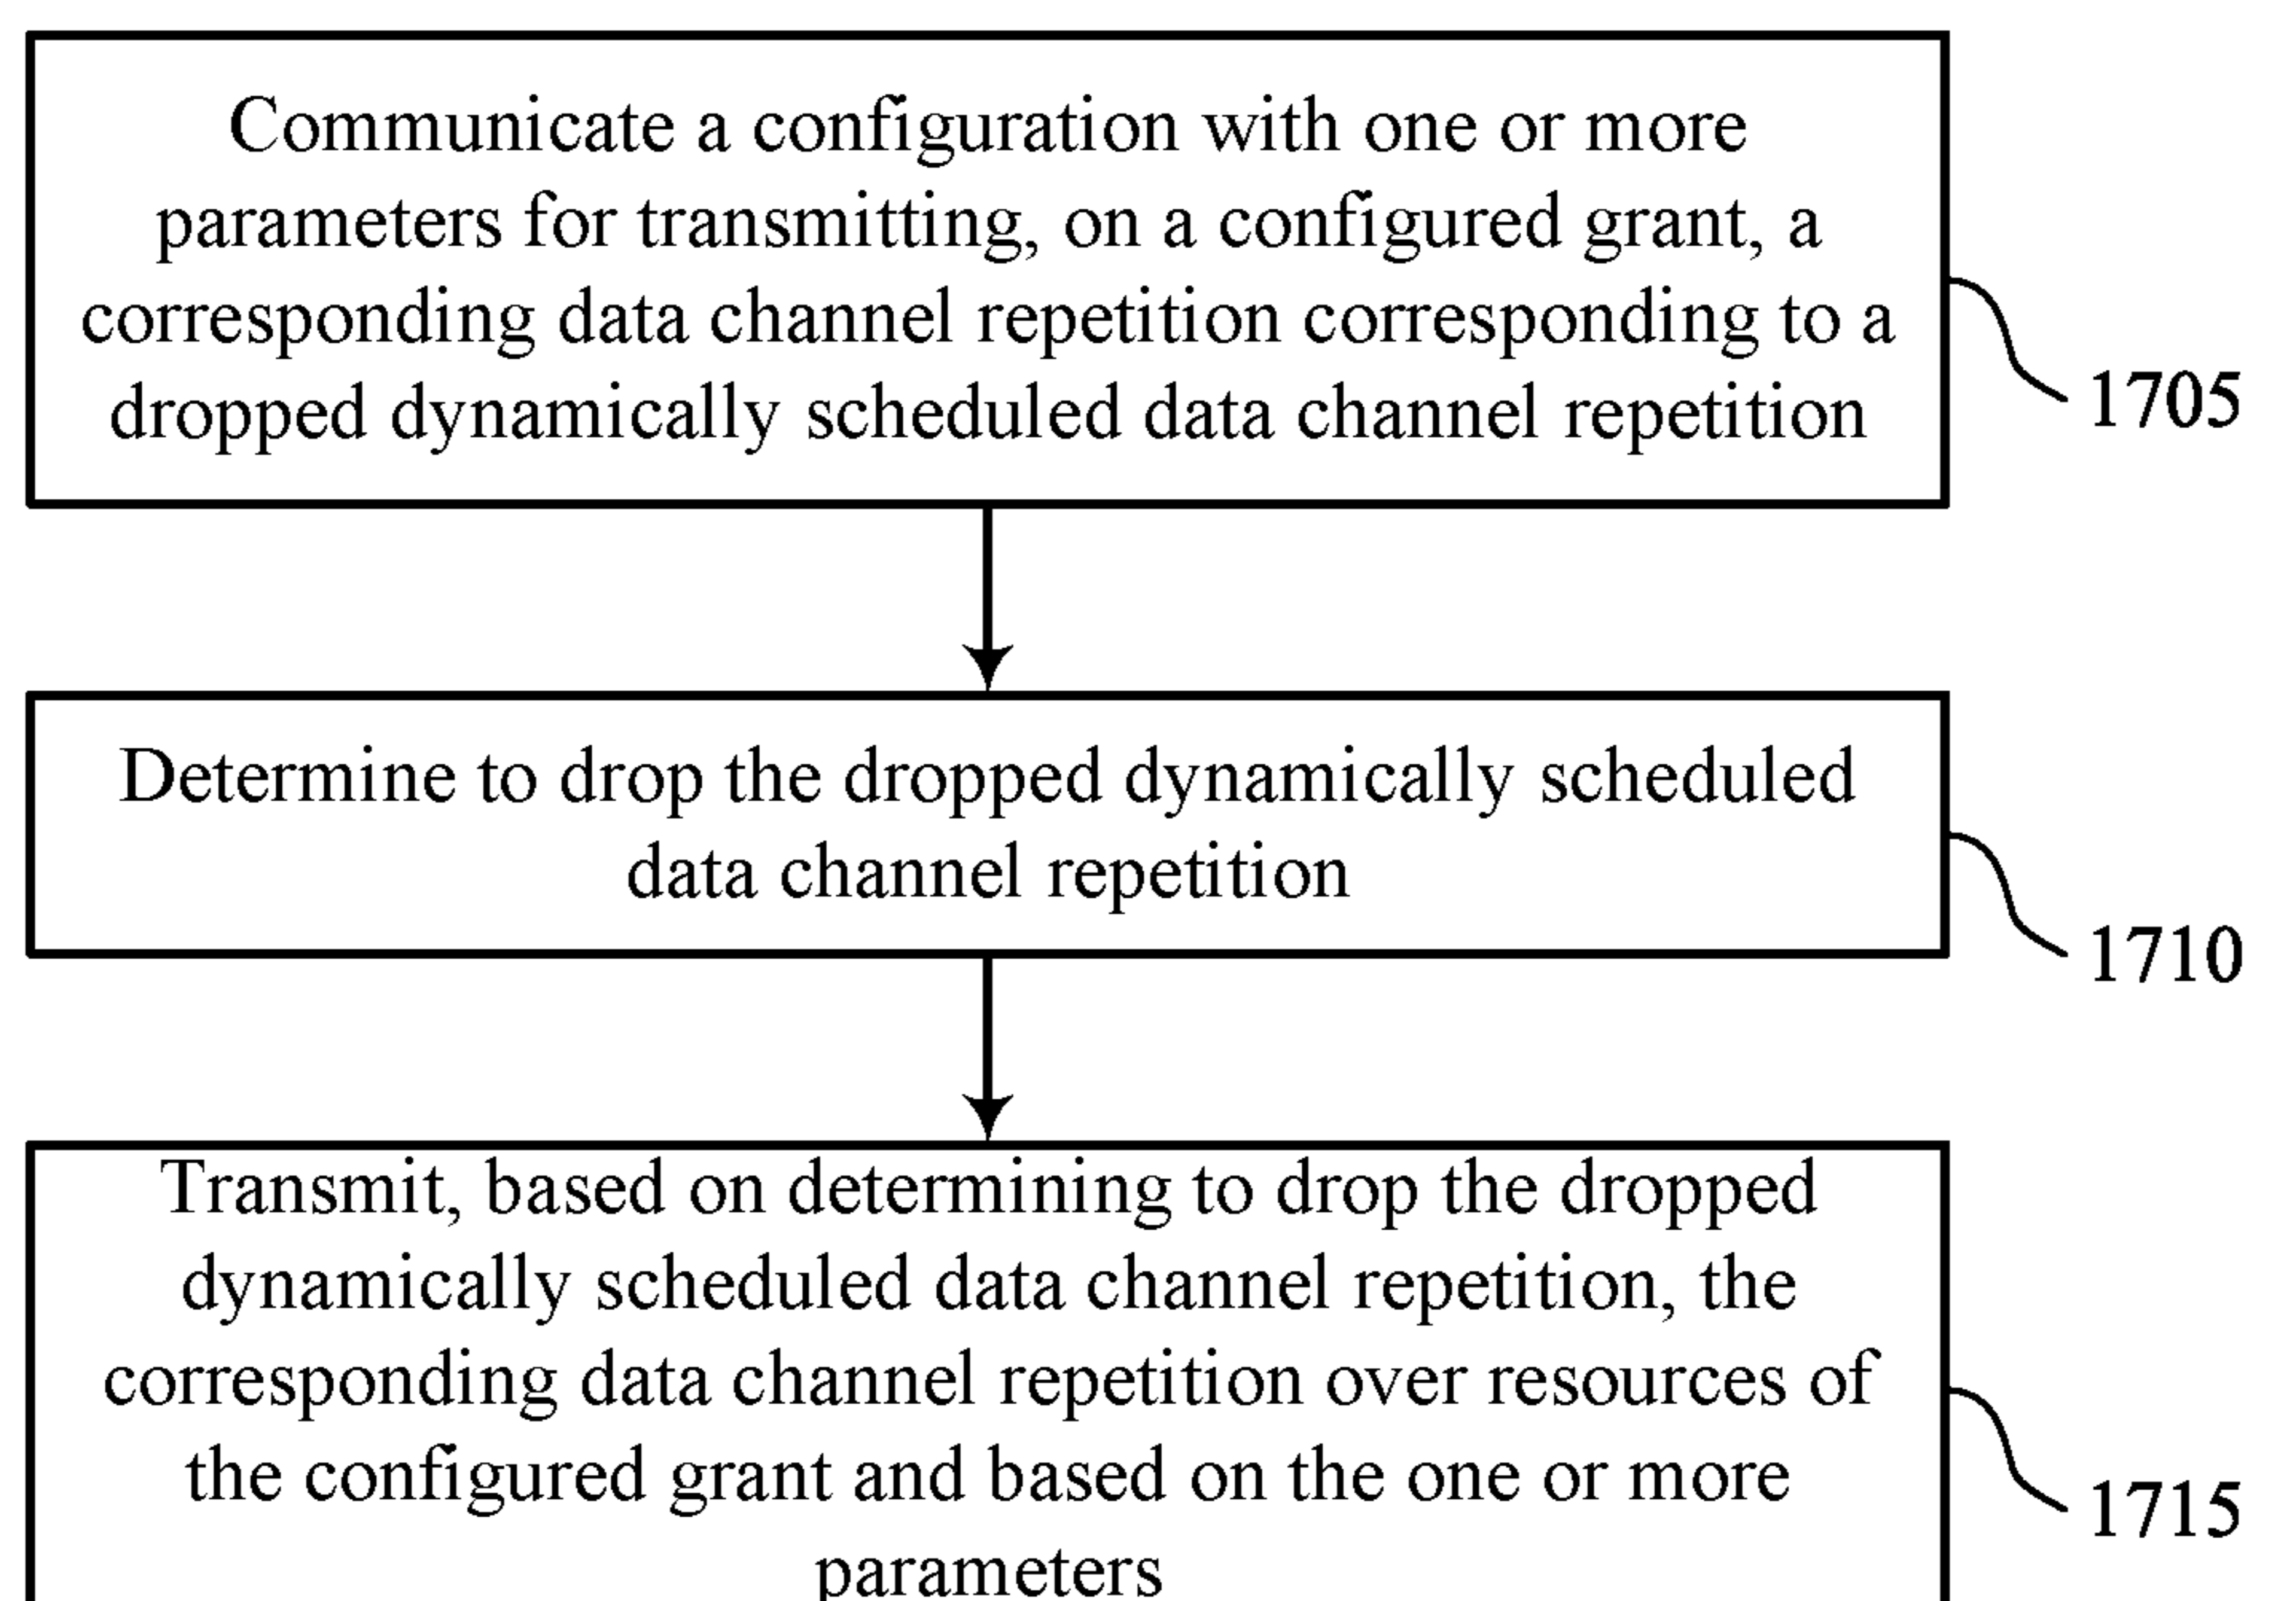 Communicate a configuration with one or more
parameters for transmitting, on a configured grant, a
corresponding data channel repetition corresponding to a
dropped dynamically scheduled data channel repetition
1705
Determine to drop the dropped dynamically scheduled
data channel repetition
1710
Transmit, based on determining to drop the dropped
dynamically scheduled data channel repetition, the
corresponding data channel repetition over resources of
the configured grant and based on the one or more
parameters
1715